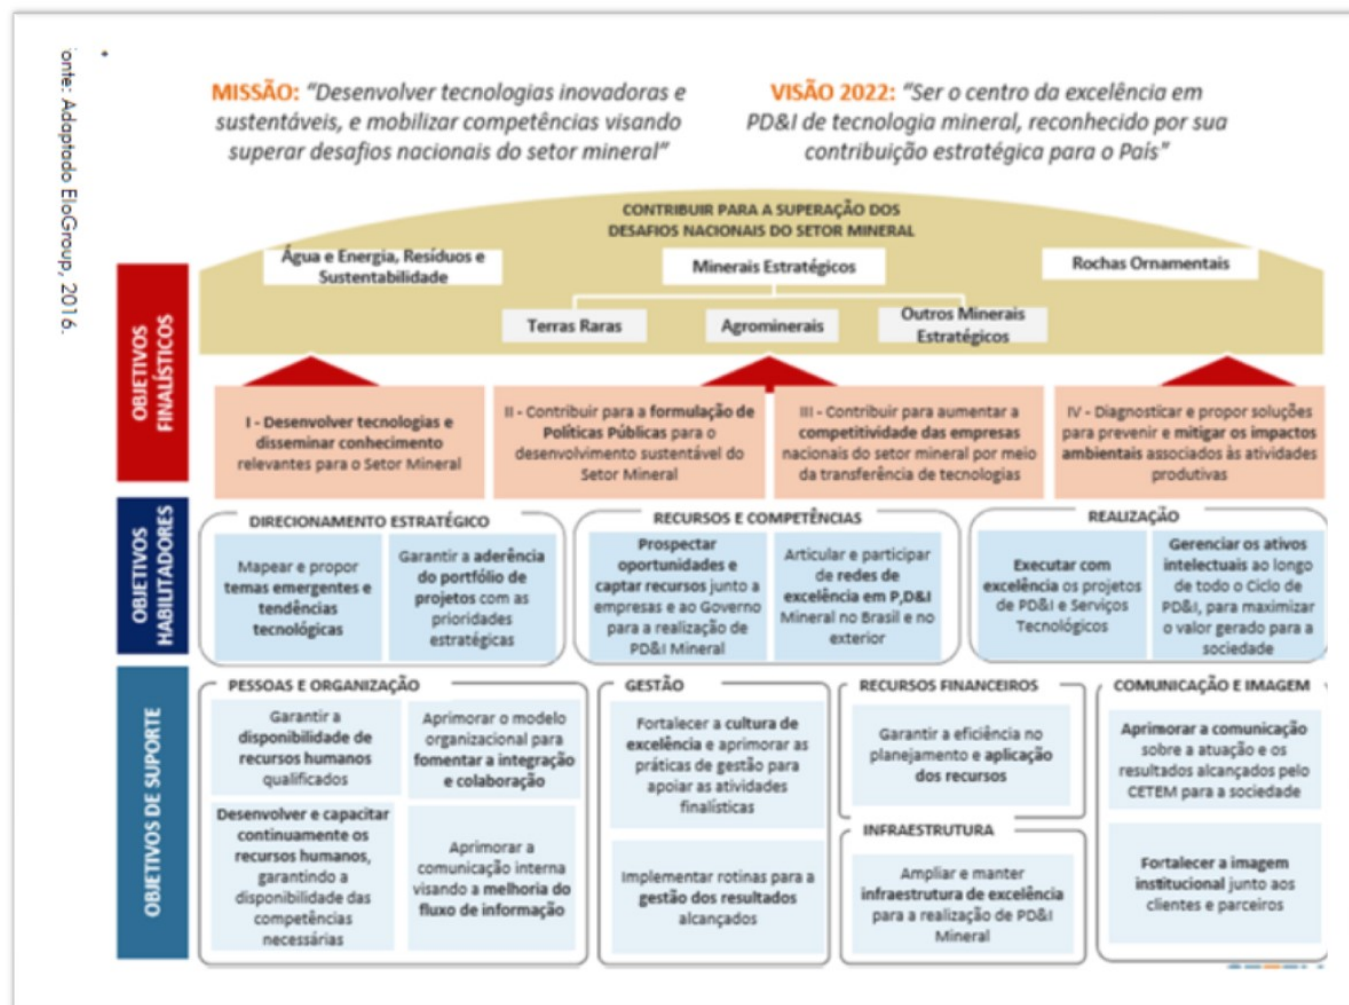 onte: Adaptado EloGroup, 2016.
MISSÃO: "Desenvolver tecnologias inovadoras e
sustentáveis, e mobilizar competências visando
superar desafios nacionais do setor mineral"
VISÃO 2022: "Ser o centro da excelência em
PD&I de tecnologia mineral, reconhecido por sua
contribuição estratégica para o País"
CONTRIBUIR PARA A SUPERAÇÃO DOS
DESAFIOS NACIONAIS DO SETOR MINERAL
Água e Energia, Resíduos e
Sustentabilidade
Minerais Estratégicos
Rochas Ornamentais
Terras Raras
Agrominerais
Outros Minerais
Estratégicos
OBJETIVOS
FINALÍSTICOS
I - Desenvolver tecnologias e
disseminar conhecimento
relevantes para o Setor Mineral
II - Contribuir para a formulação de
Políticas Públicas para o
desenvolvimento sustentável do
Setor Mineral
III - Contribuir para aumentar a
competitividade das empresas
nacionais do setor mineral por meio
da transferência de tecnologias
IV - Diagnosticar e propor soluções
para prevenir e mitigar os impactos
ambientais associados às atividades
produtivas
OBJETIVOS
HABILITADORES
DIRECIONAMENTO ESTRATÉGICO
Mapear e propor
temas emergentes e
tendências
tecnológicas
Garantir a aderência
do portfólio de
projetos com as
prioridades
estratégicas
RECURSOS E COMPETÊNCIAS
Prospectar
oportunidades e
captar recursos junto a
empresas e ao Governo
para a realização de
PD&I Mineral
Articular e participar
de redes de
excelência em P,D&I
Mineral no Brasil e no
exterior
REALIZAÇÃO
Executar com
excelência os projetos
de PD&I e Serviços
Tecnológicos
Gerenciar os ativos
intelectuais ao longo
de todo o Ciclo de
PD&I, para maximizar
o valor gerado para a
sociedade
OBJETIVOS DE SUPORTE
PESSOAS E ORGANIZAÇÃO
Garantir a
disponibilidade de
recursos humanos
qualificados
Aprimorar o modelo
organizacional para
fomentar a integração
e colaboração
Desenvolver e capacitar
continuamente os
recursos humanos,
garantindo a
disponibilidade das
competências
necessárias
Aprimorar a
comunicação interna
visando a melhoria do
fluxo de informação
GESTÃO
Fortalecer a cultura de
excelência e aprimorar as
práticas de gestão para
apoiar as atividades
finalísticas
Implementar rotinas para a
gestão dos resultados
alcançados
RECURSOS FINANCEIROS
Garantir a eficiência no
planejamento e aplicação
dos recursos
INFRAESTRUTURA
Ampliar e manter
infraestrutura de excelência
para a realização de PD&I
Mineral
COMUNICAÇÃO E IMAGEM
Aprimorar a comunicação
sobre a atuação e os
resultados alcançados pelo
CETEM para a sociedade
Fortalecer a imagem
institucional junto aos
clientes e parceiros